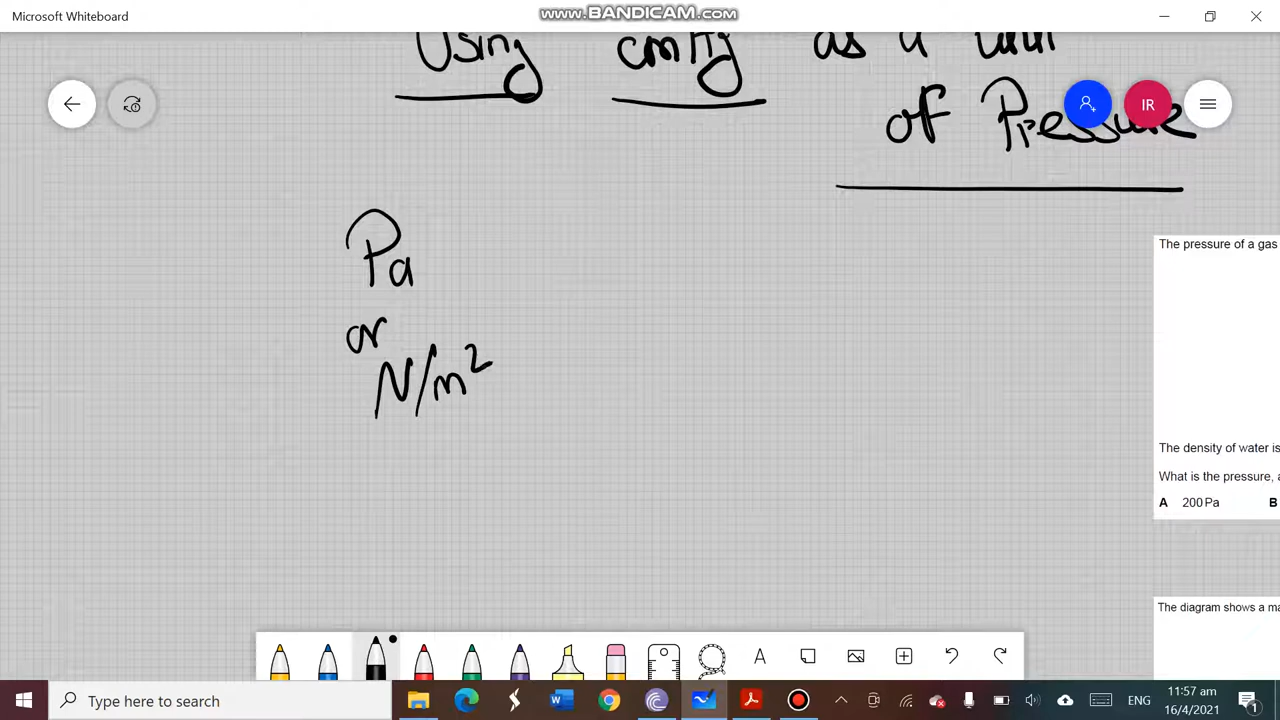 Microsoft Whiteboard
www.BANDICAM.com
Using cmHg as a unit
of Pressure
IR
Pa
or
N/m²
The pressure of a gas
The density of water is
What is the pressure, a
A 200 Pa B
The diagram shows a ma
A
Type here to search
W
ENG
11:57 am
16/4/2021
1